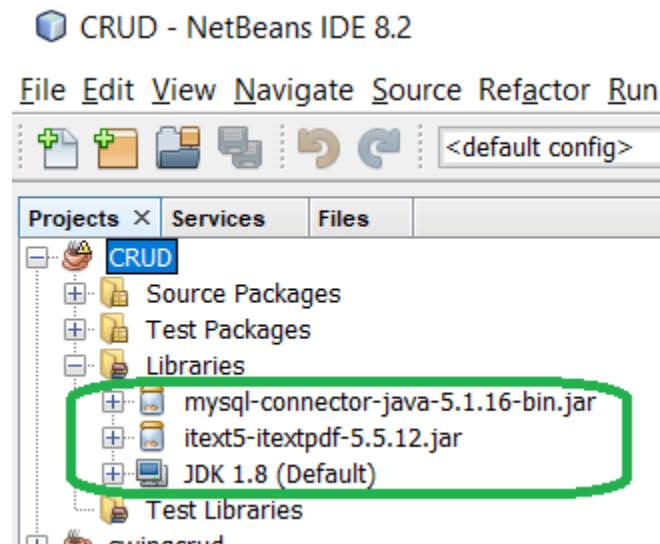 CRUD - NetBeans IDE 8.2
File Edit View Navigate Source Refactor Run
<default config>
Projects × Services Files
CRUD
Source Packages
Test Packages
Libraries
mysql-connector-java-5.1.16-bin.jar
itext5-itextpdf-5.5.12.jar
JDK 1.8 (Default)
Test Libraries